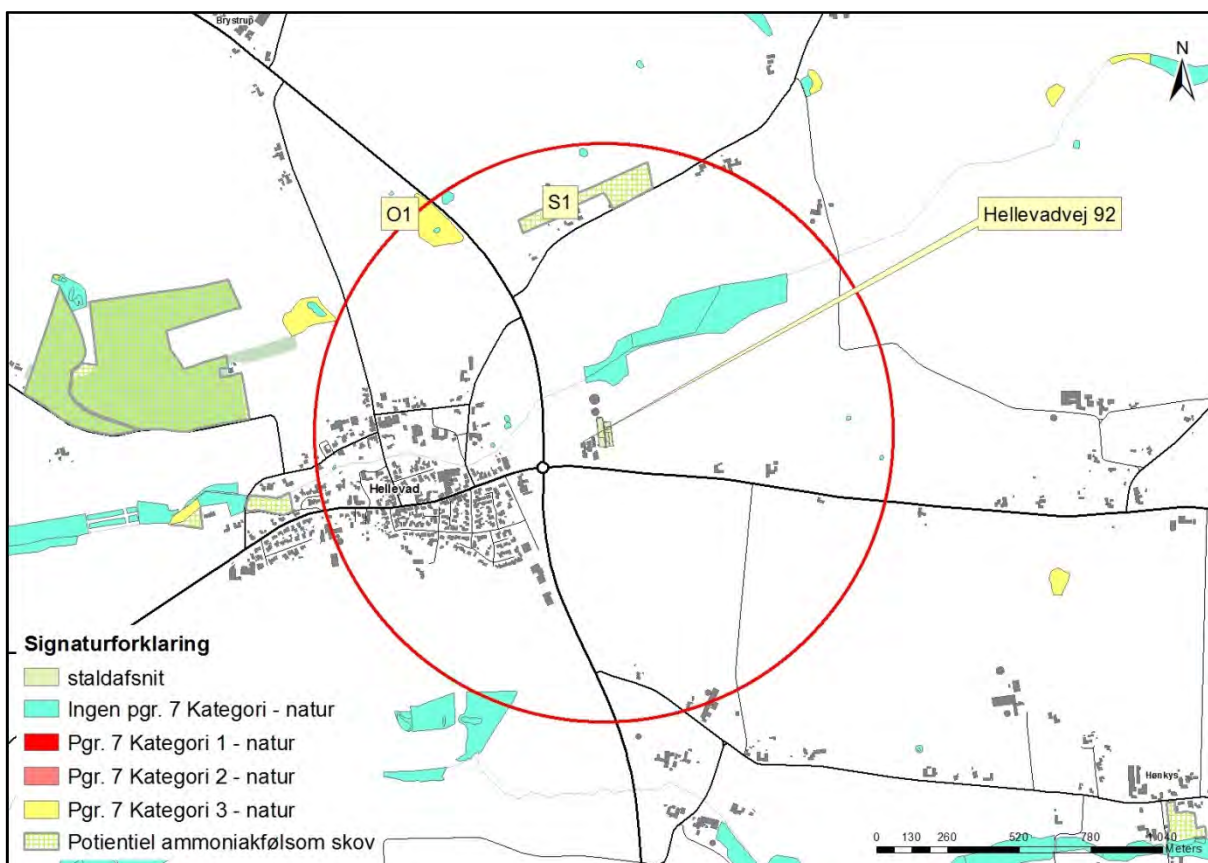 Brystrup
N
O1
S1
Hellevadvej 92
Hellevad
Hønkys
Signaturforklaring
staldafsnit
Ingen pgr. 7 Kategori - natur
Pgr. 7 Kategori 1 - natur
Pgr. 7 Kategori 2 - natur
Pgr. 7 Kategori 3 - natur
Potientiel ammoniakfølsom skov
0 130 260 520 780 1.040
Meters